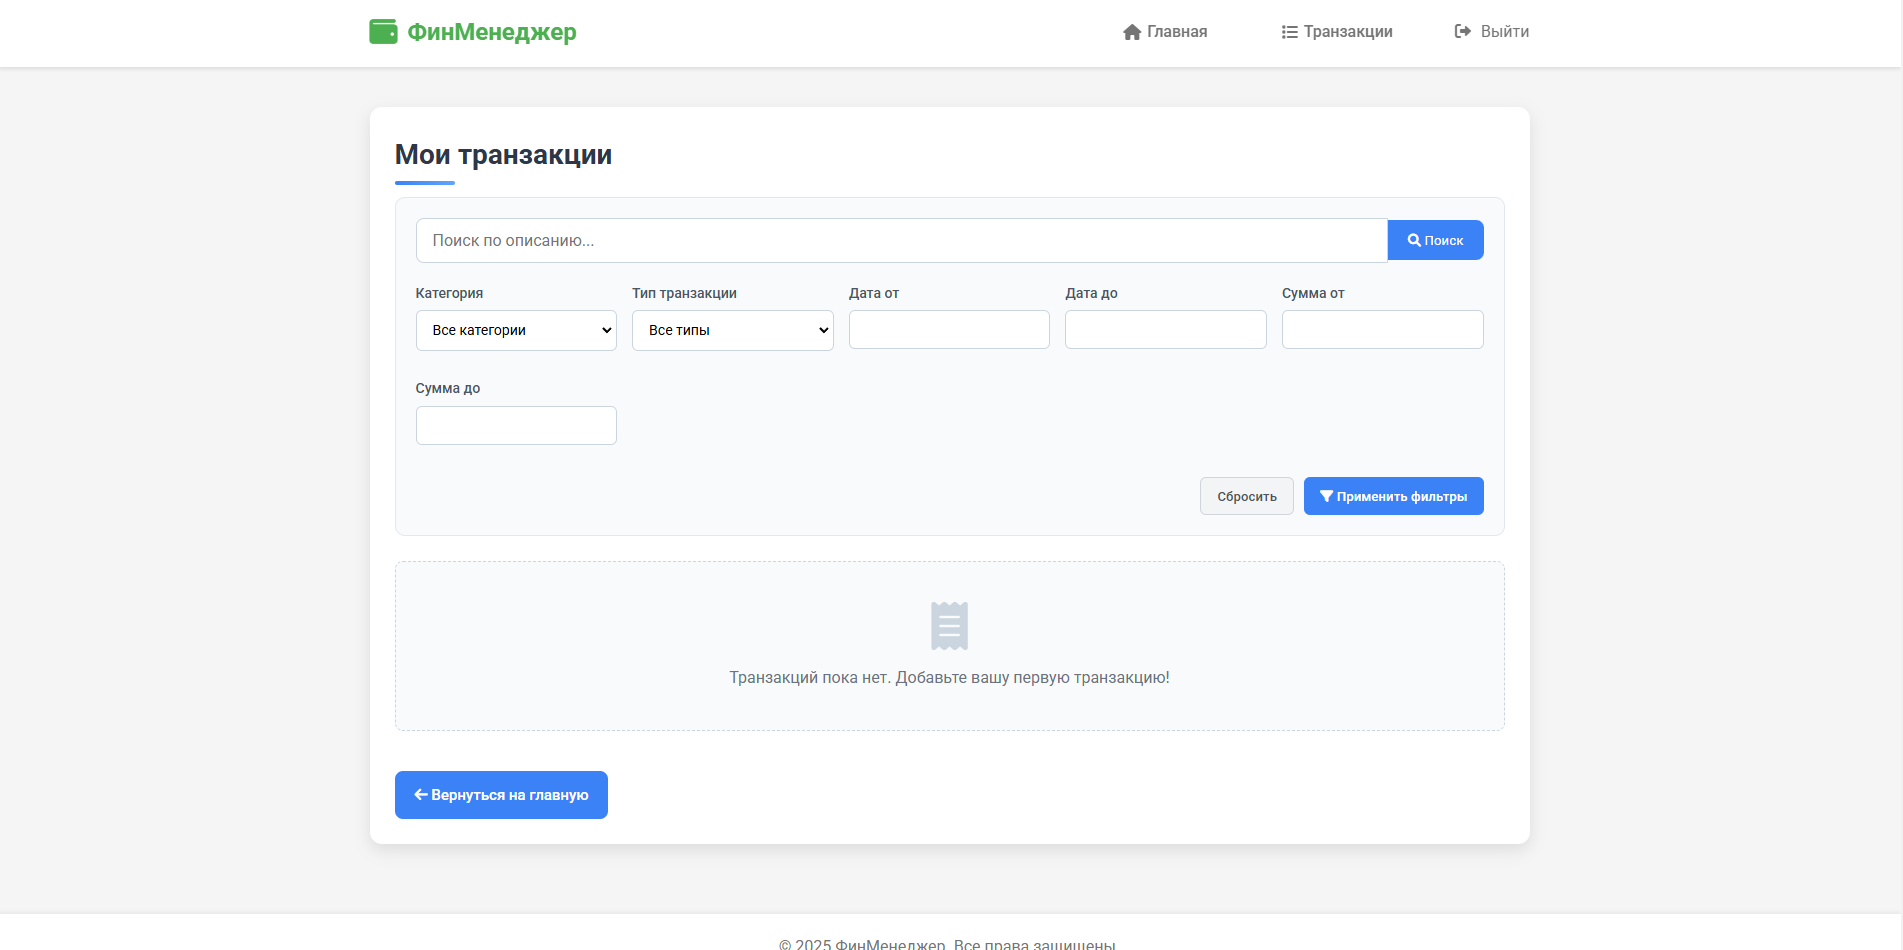 ФинМенеджер
Главная
Транзакции
Выйти
Мои транзакции
Поиск по описанию...
Поиск
Категория
Тип транзакции
Дата от
Дата до
Сумма от
Все категории
Все типы
Сумма до
Сбросить
Применить фильтры
Транзакций пока нет. Добавьте вашу первую транзакцию!
Вернуться на главную
© 2025 ФинМенеджер. Все права защищены.